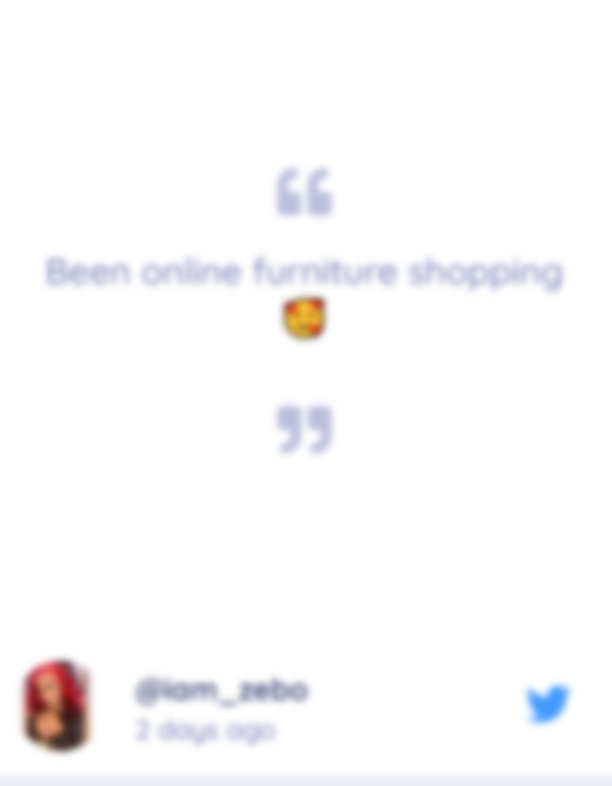 “
Been online furniture shopping
🥰
”
@iam_zebo
2 days ago